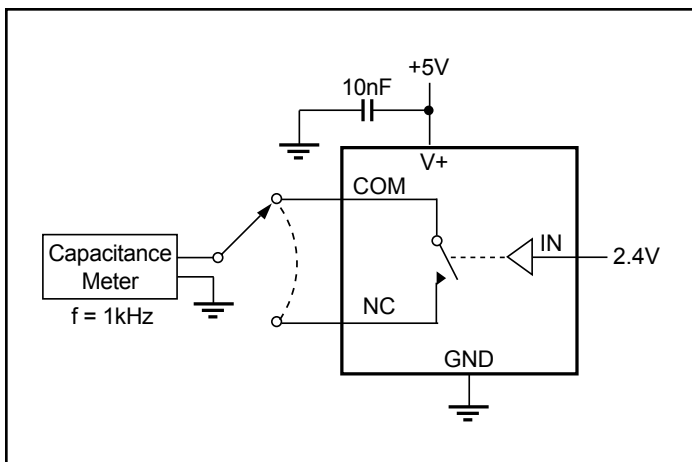 +5V
10nF
V+
COM
Capacitance
Meter
f = 1kHz
IN
2.4V
NC
GND